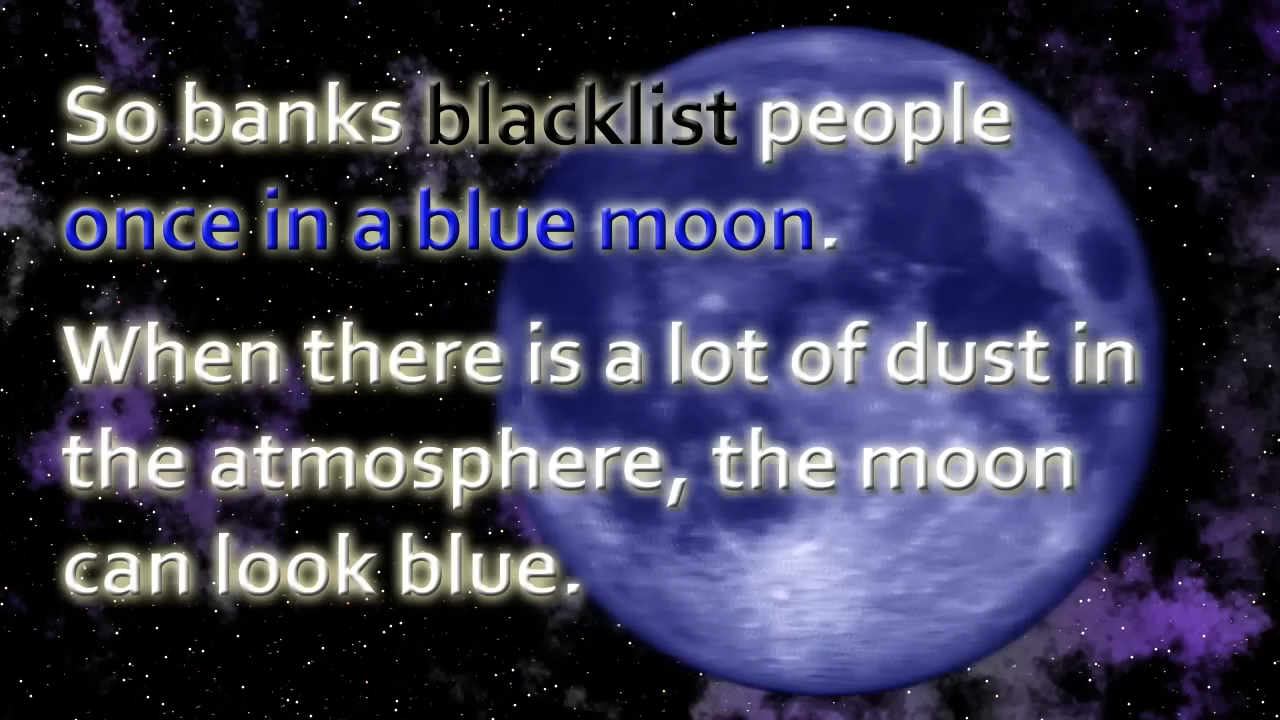 So banks blacklist people
once in a blue moon.
When there is a lot of dust in
the atmosphere, the moon
can look blue.